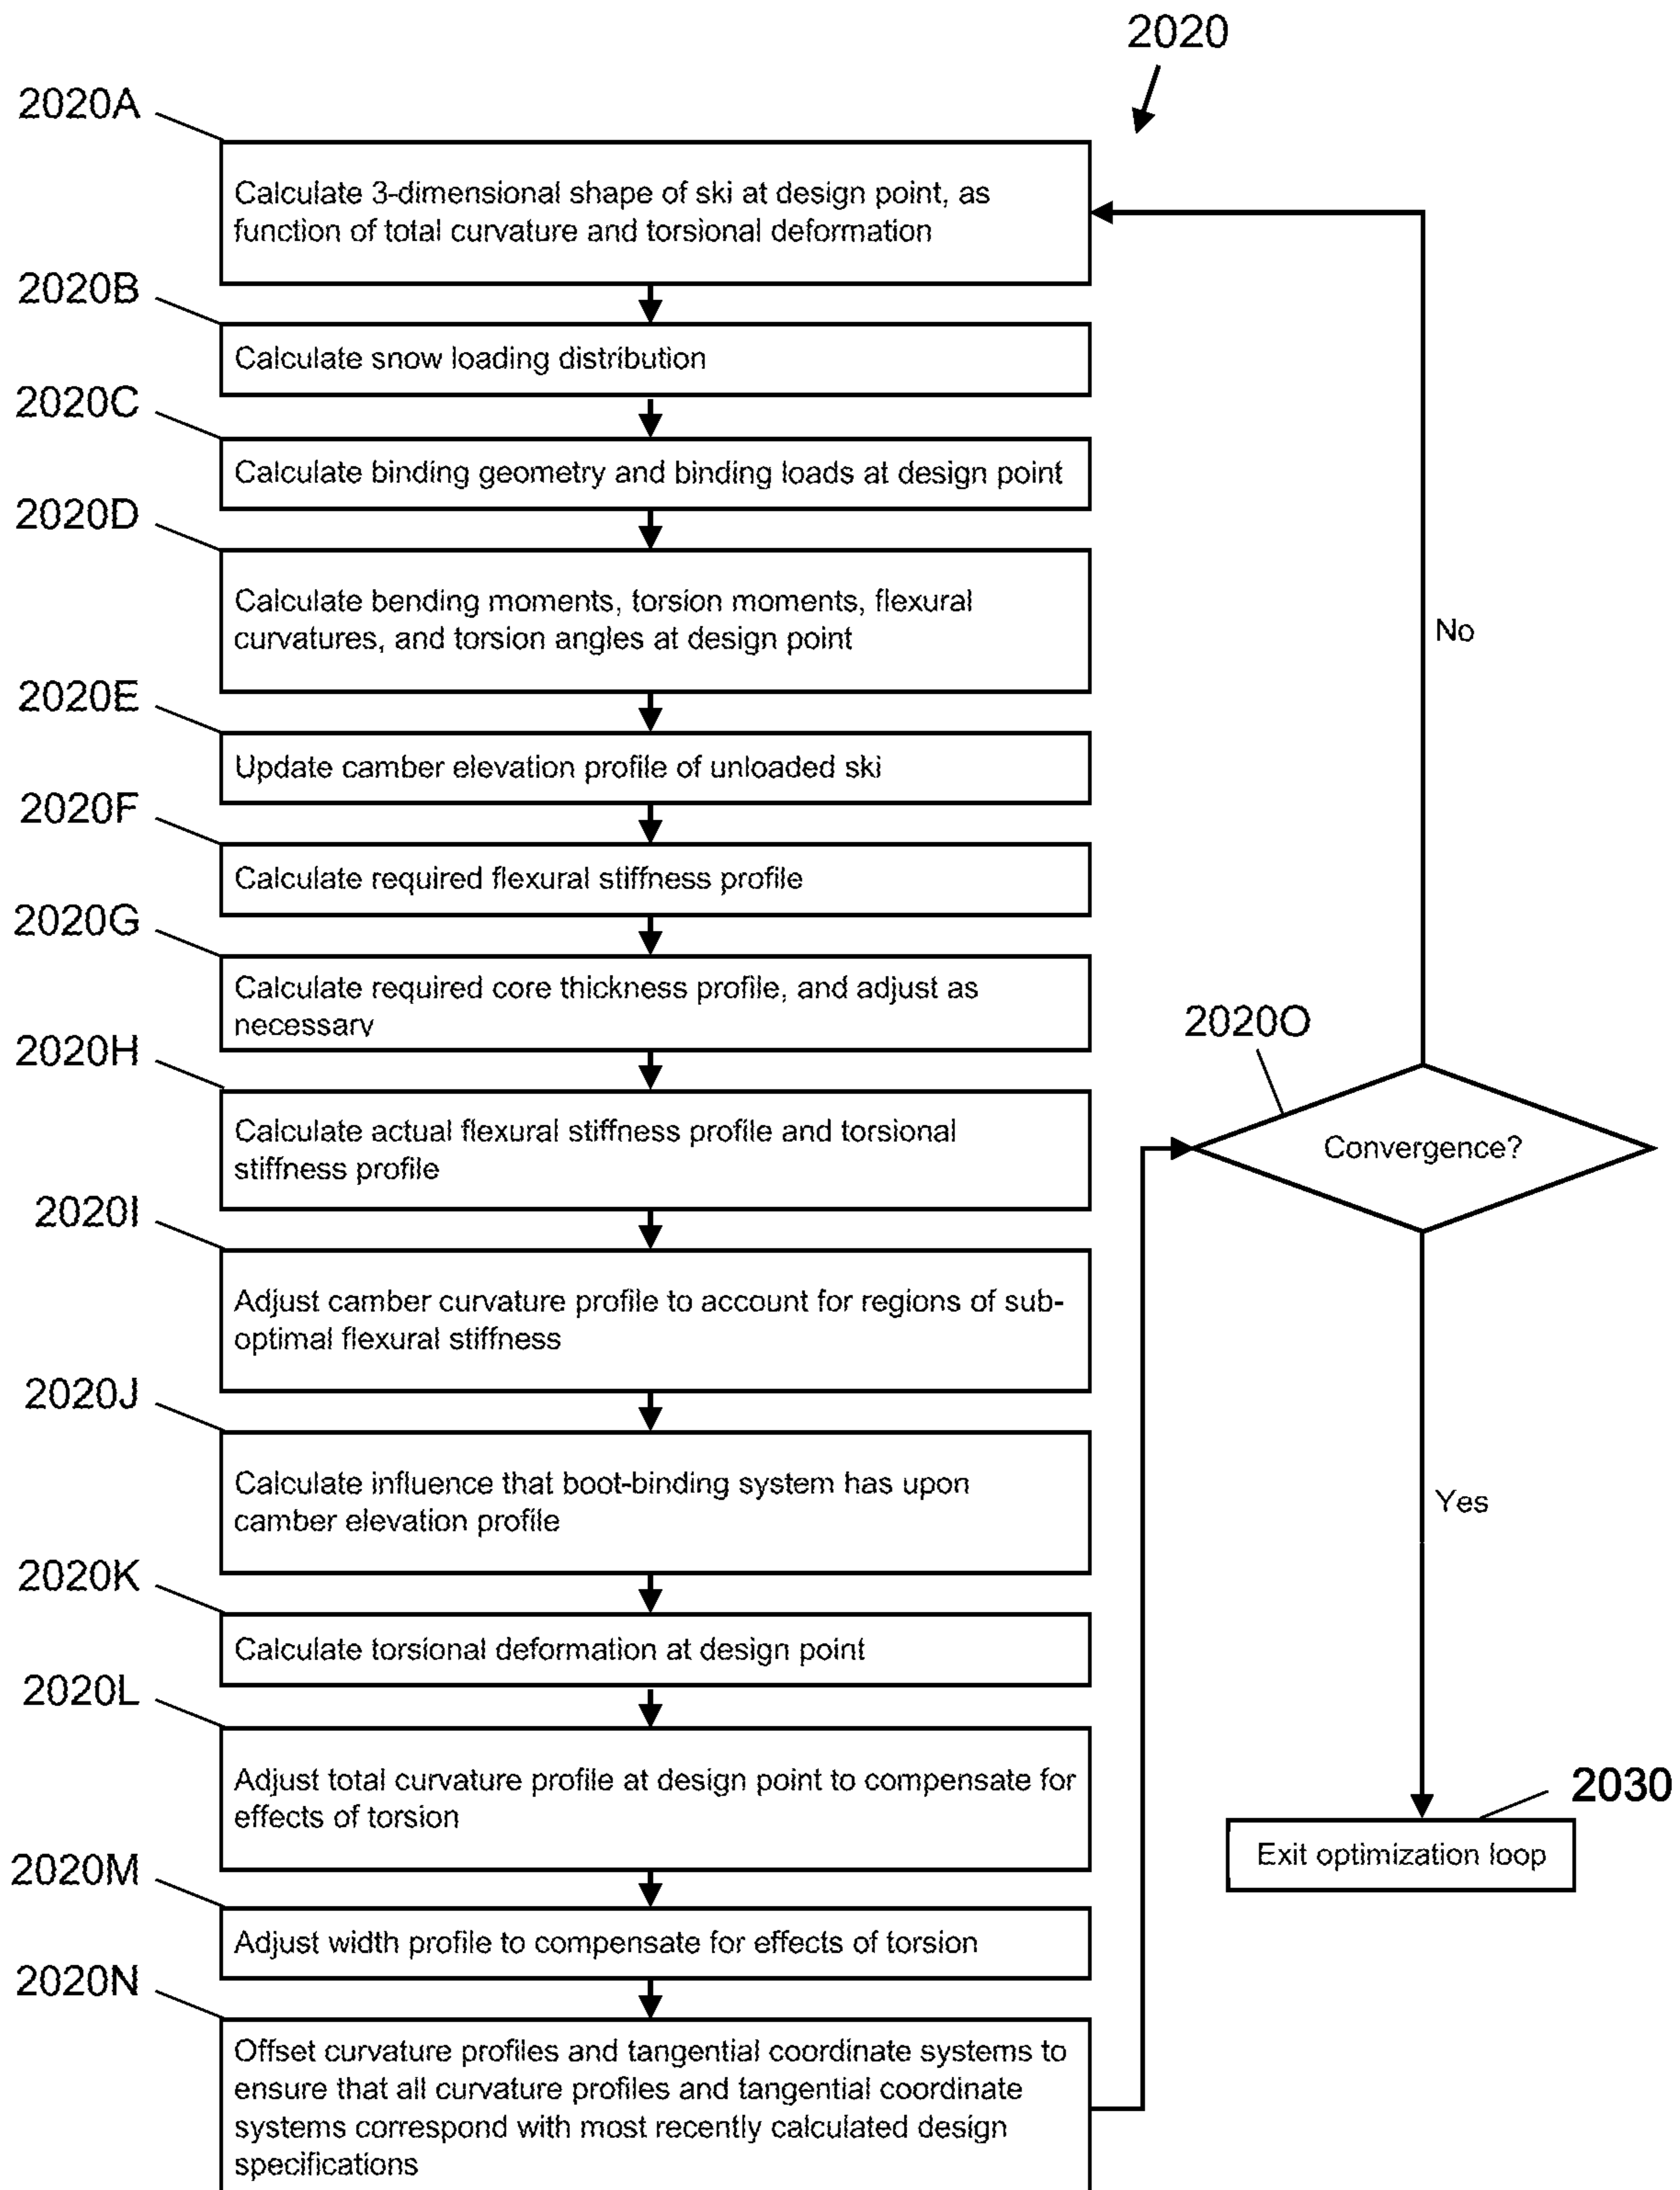 2020
2020A
Calculate 3-dimensional shape of ski at design point, as
function of total curvature and torsional deformation
2020B
Calculate snow loading distribution
2020C
Calculate binding geometry and binding loads at design point
2020D
Calculate bending moments, torsion moments, flexural
curvatures, and torsion angles at design point
No
2020E
Update camber elevation profile of unloaded ski
2020F
Calculate required flexural stiffness profile
2020G
Calculate required core thickness profile, and adjust as
necessary
2020H
Calculate actual flexural stiffness profile and torsional
stiffness profile
2020O
Convergence?
2020I
Adjust camber curvature profile to account for regions of sub-
optimal flexural stiffness
2020J
Calculate influence that boot-binding system has upon
camber elevation profile
Yes
2020K
Calculate torsional deformation at design point
2020L
Adjust total curvature profile at design point to compensate for
effects of torsion
2030
Exit optimization loop
2020M
Adjust width profile to compensate for effects of torsion
2020N
Offset curvature profiles and tangential coordinate systems to
ensure that all curvature profiles and tangential coordinate
systems correspond with most recently calculated design
specifications